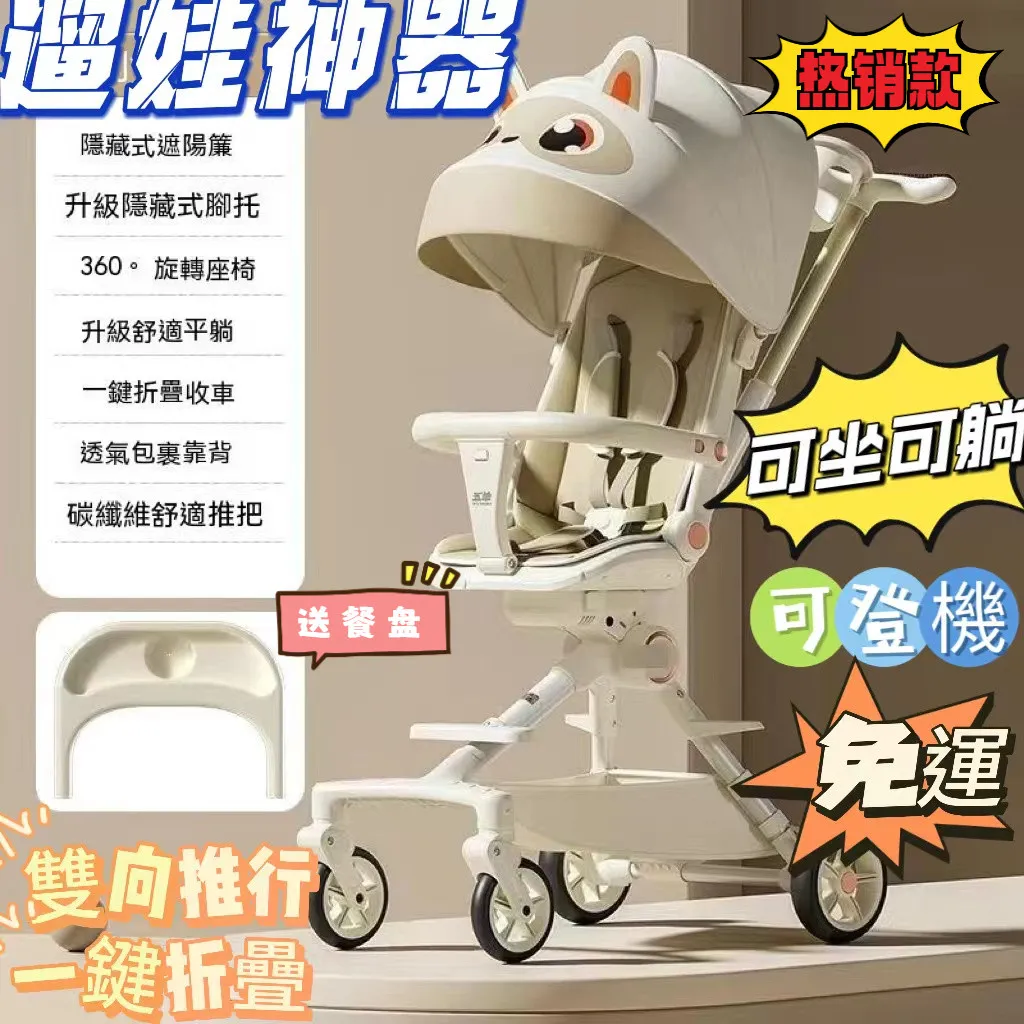 遛娃神器
热销款
隱藏式遮陽簾
升級隱藏式腳托
360。旋轉座椅
升級舒適平躺
一鍵折疊收車
透氣包裹靠背
碳纖維舒適推把
可坐可躺
送餐盘
可登機
免運
雙向推行
一鍵折疊